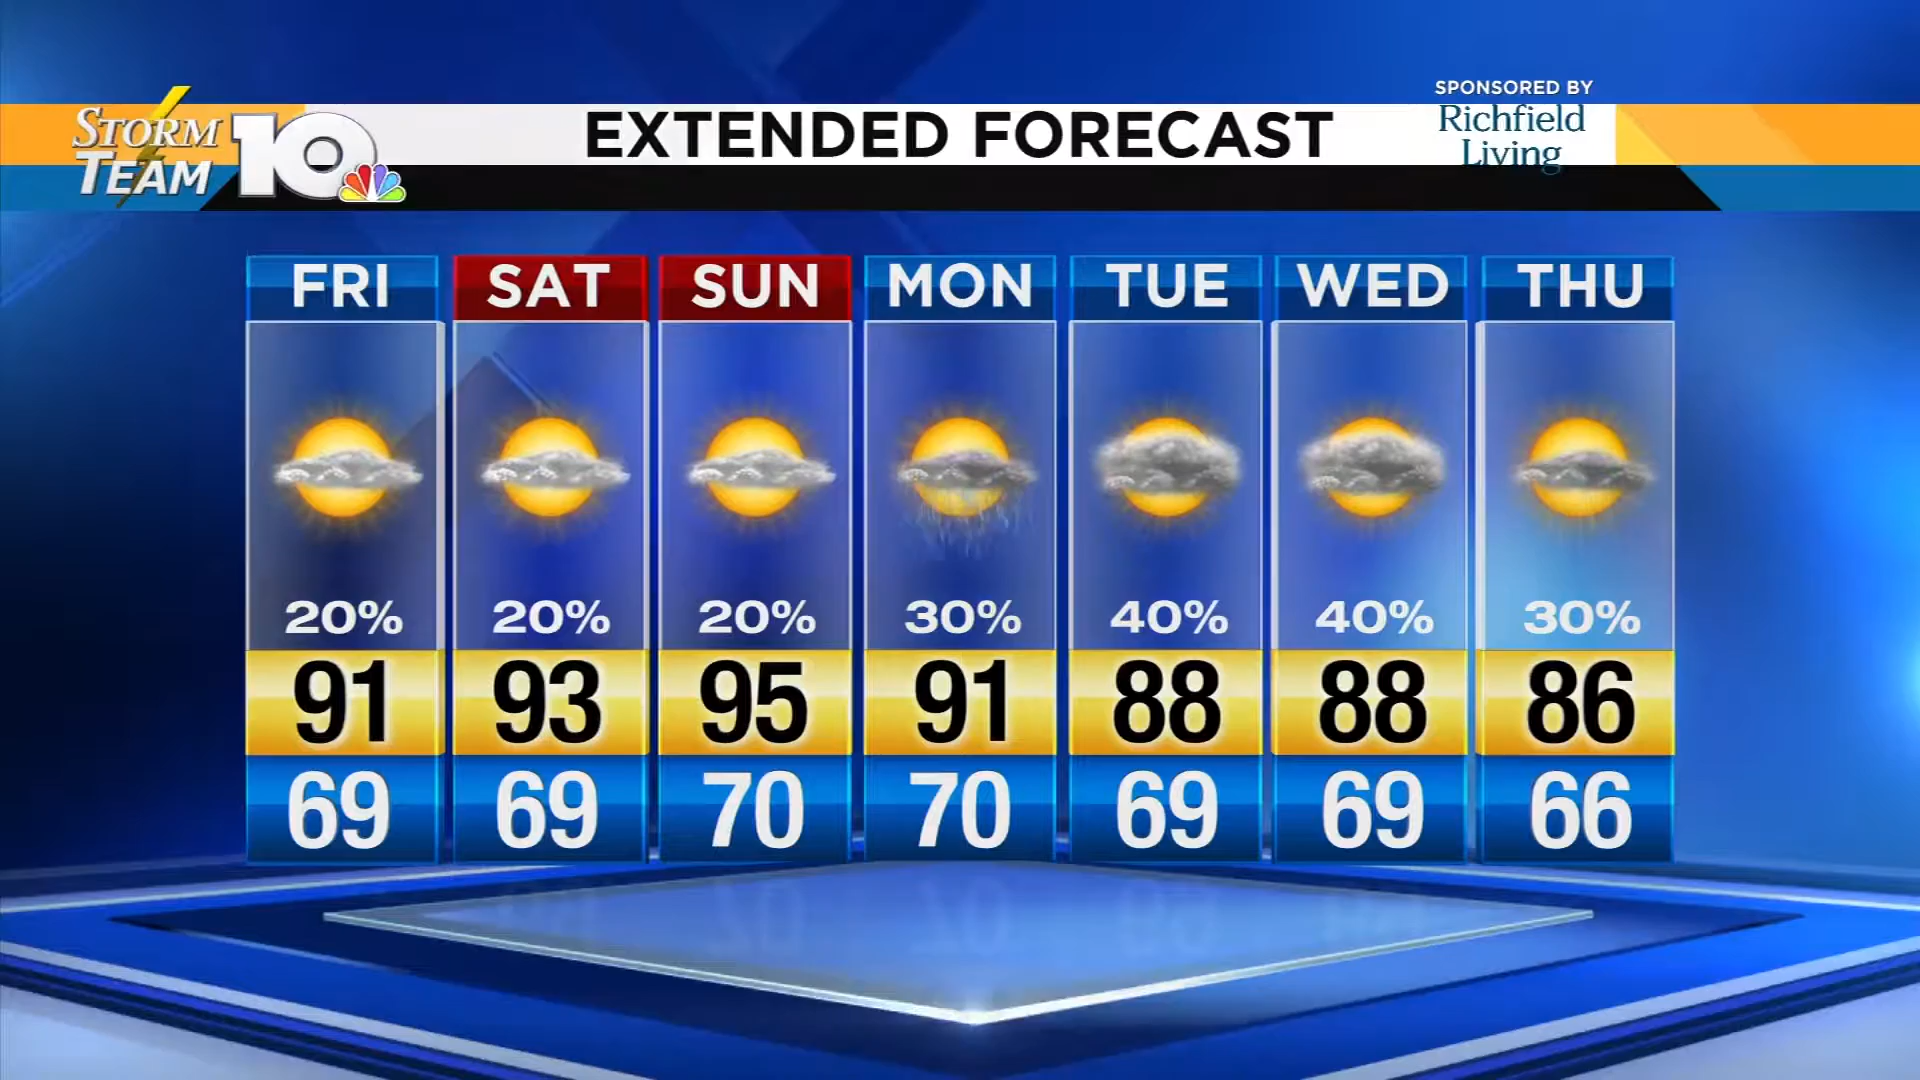 SPONSORED BY
STORM TEAM 10
EXTENDED FORECAST
Richfield
Living
FRI SAT SUN MON TUE WED THU
20% 20% 20% 30% 40% 40% 30%
91 93 95 91 88 88 86
69 69 70 70 69 69 66